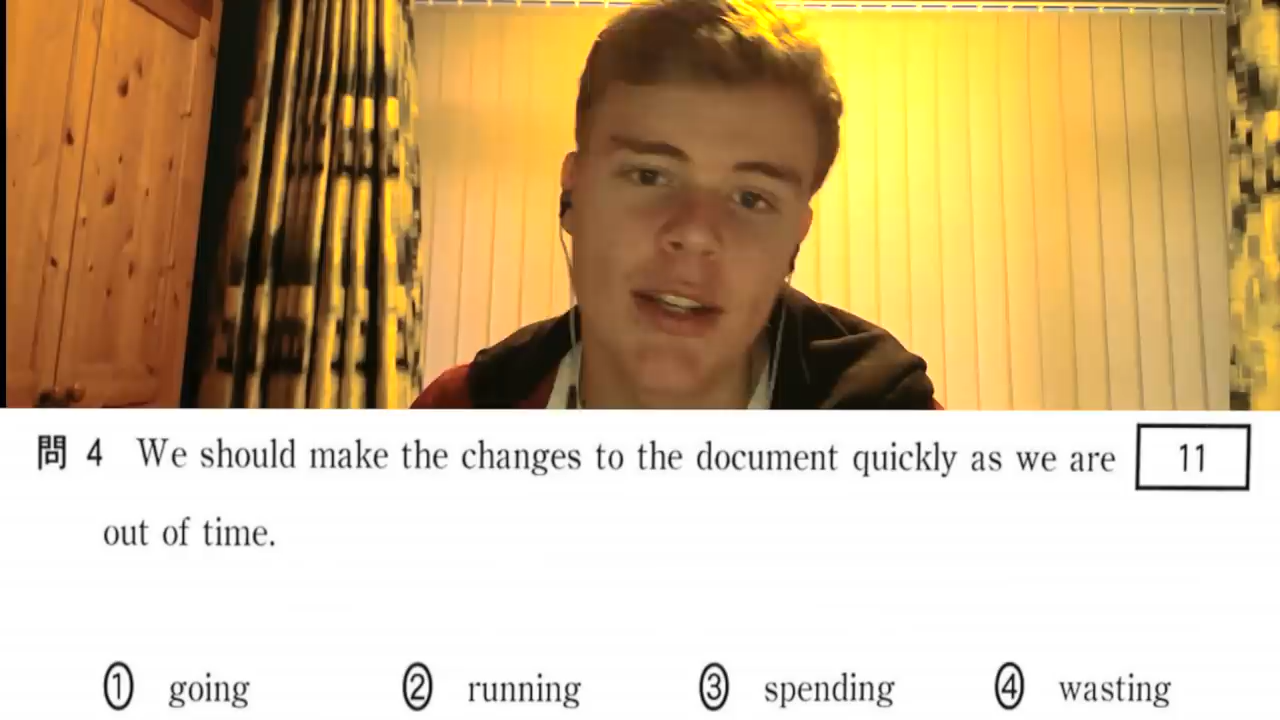 問 4 We should make the changes to the document quickly as we are 11
out of time.
① going ② running ③ spending ④ wasting